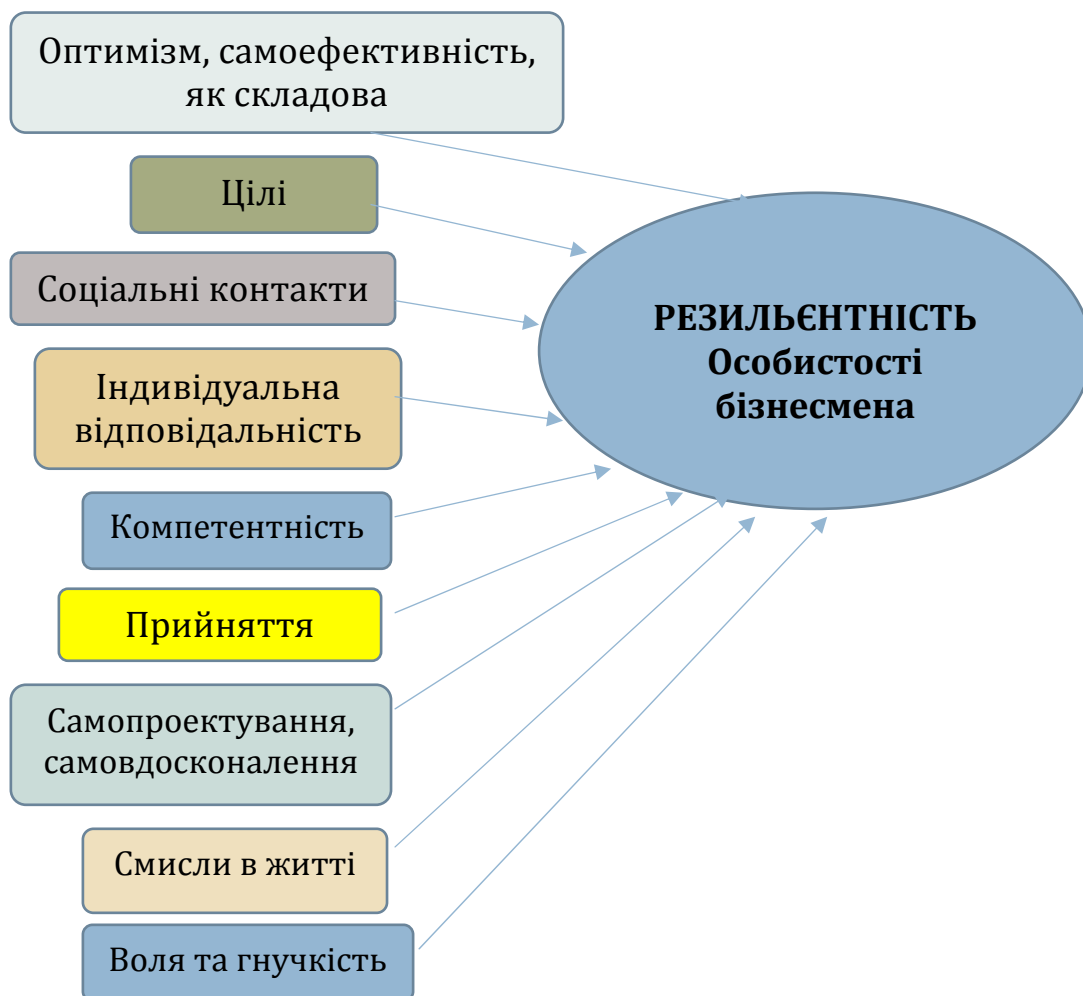 Оптимізм, самоефективність,
як складова
Цілі
Соціальні контакти
Індивідуальна
відповідальність
Компетентність
Прийняття
Самопроектування,
самовдосконалення
Смисли в житті
Воля та гнучкість
РЕЗИЛЬЄНТНІСТЬ
Особистості
бізнесмена